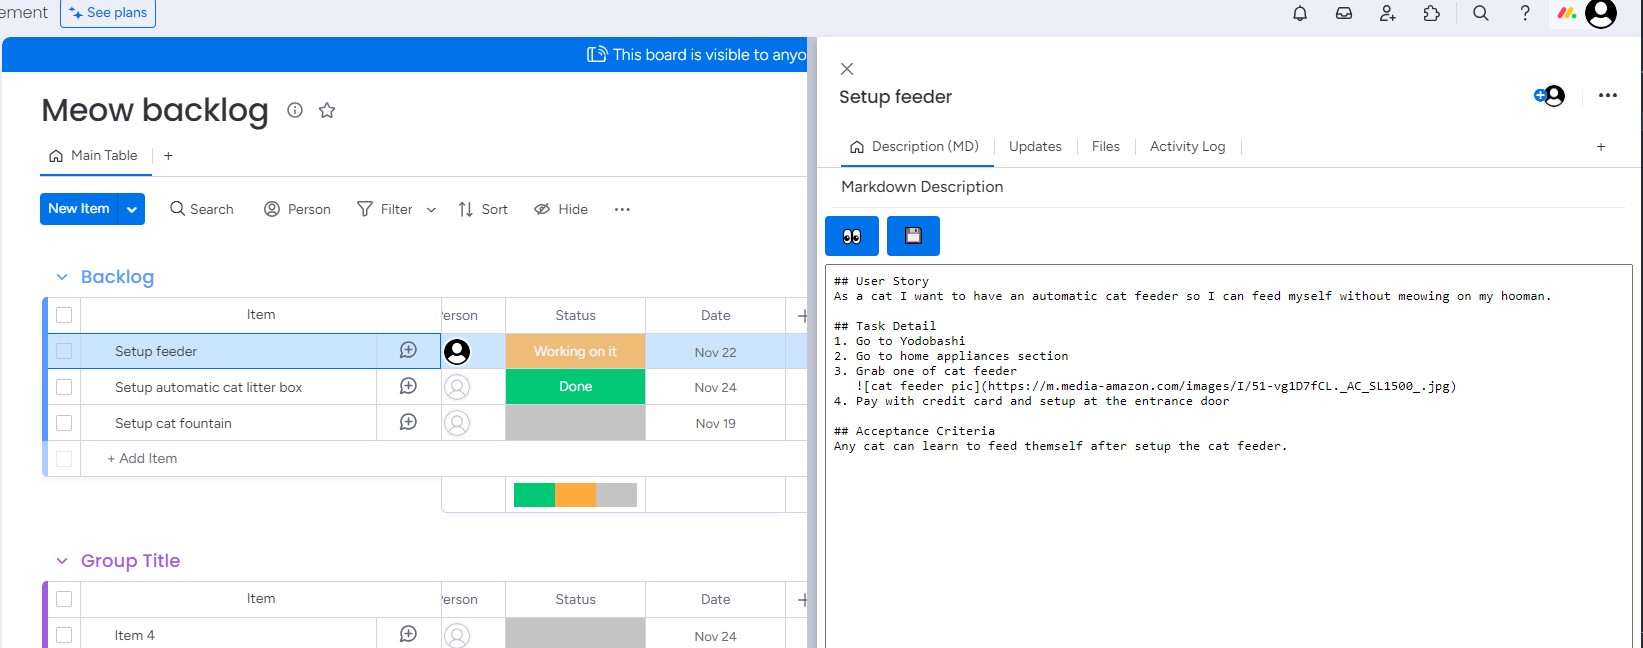 ement
See plans
This board is visible to anyo
Meow backlog
Main Table
+
New Item
Search
Person
Filter
Sort
Hide
...
Backlog
Item
erson
Status
Date
+
Setup feeder
Working on it
Nov 22
Setup automatic cat litter box
Done
Nov 24
Setup cat fountain
Nov 19
+ Add Item
Group Title
Item
erson
Status
Date
+
Item 4
Nov 24
Setup feeder
Description (MD)
Updates
Files
Activity Log
+
Markdown Description
## User Story
As a cat I want to have an automatic cat feeder so I can feed myself without meowing on my hooman.
## Task Detail
1. Go to Yodobashi
2. Go to home appliances section
3. Grab one of cat feeder
![cat feeder pic](https://m.media-amazon.com/images/I/51-vg1D7fCL._AC_SL1500_.jpg)
4. Pay with credit card and setup at the entrance door
## Acceptance Criteria
Any cat can learn to feed themself after setup the cat feeder.